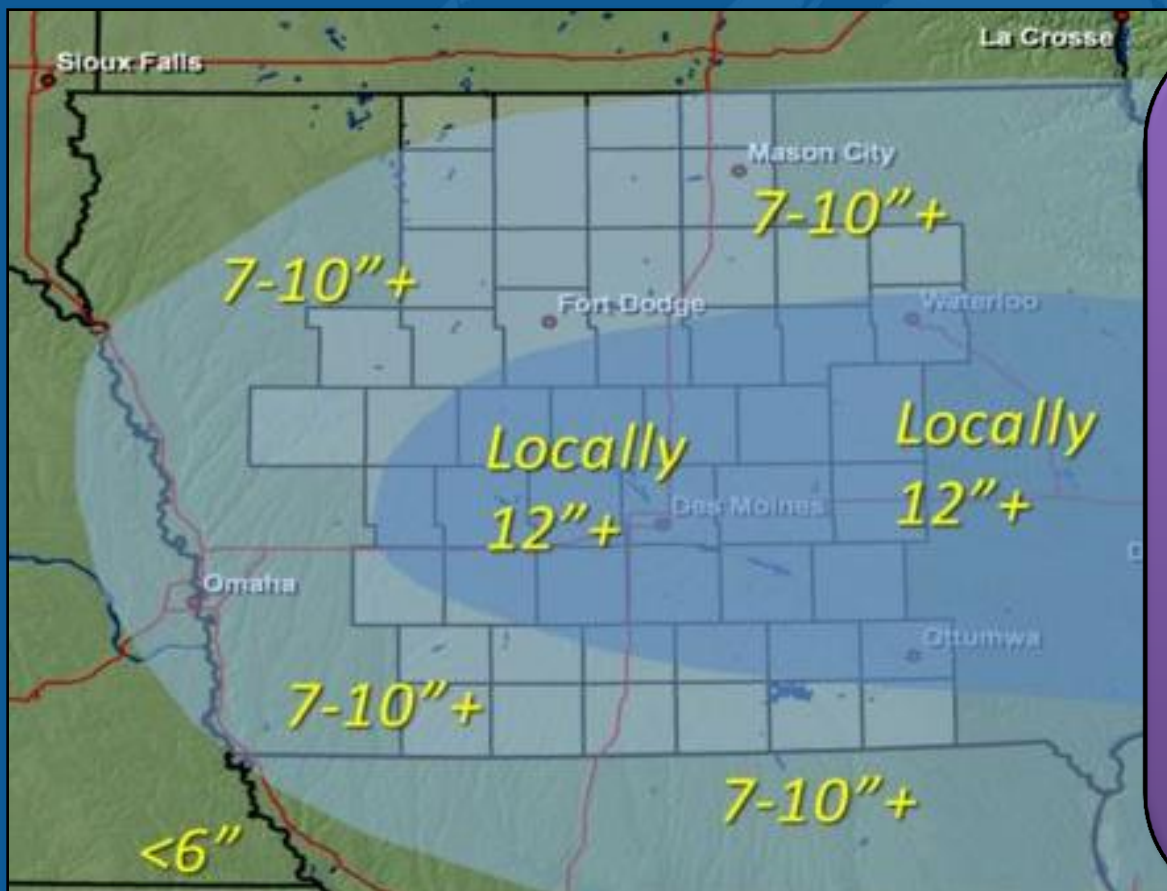 La Crosse
Sioux Falls
Mason City
7-10"+
7-10"+
Fort Dodge
Waterloo
Locally
12"+
Locally
12"+
Des Moines
Omaha
Ottumwa
7-10"+
7-10"+
<6"